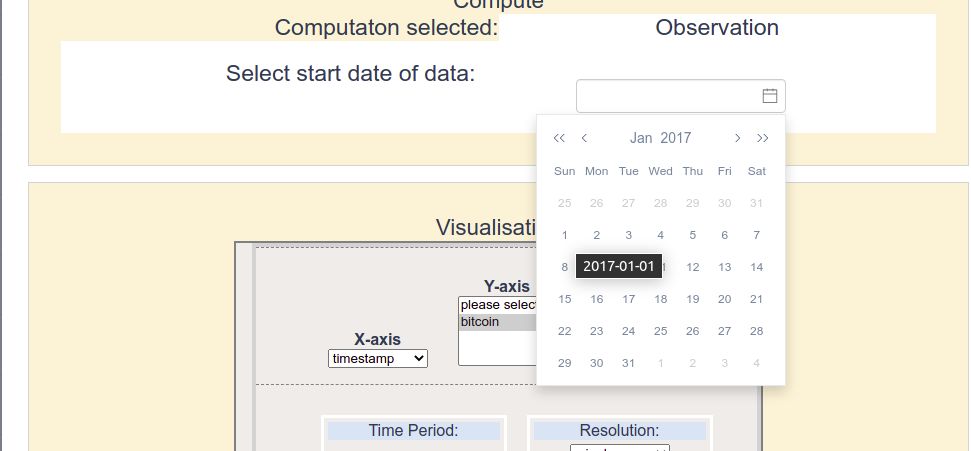 Compute
Computaton selected: Observation
Select start date of data:
Jan 2017
Sun Mon Tue Wed Thu Fri Sat
25 26 27 28 29 30 31
1 2 3 4 5 6 7
8 2017-01-01 12 13 14
15 16 17 18 19 20 21
22 23 24 25 26 27 28
29 30 31 1 2 3 4
Visualisati
Y-axis
please selec
bitcoin
X-axis
timestamp
Time Period:
Resolution: